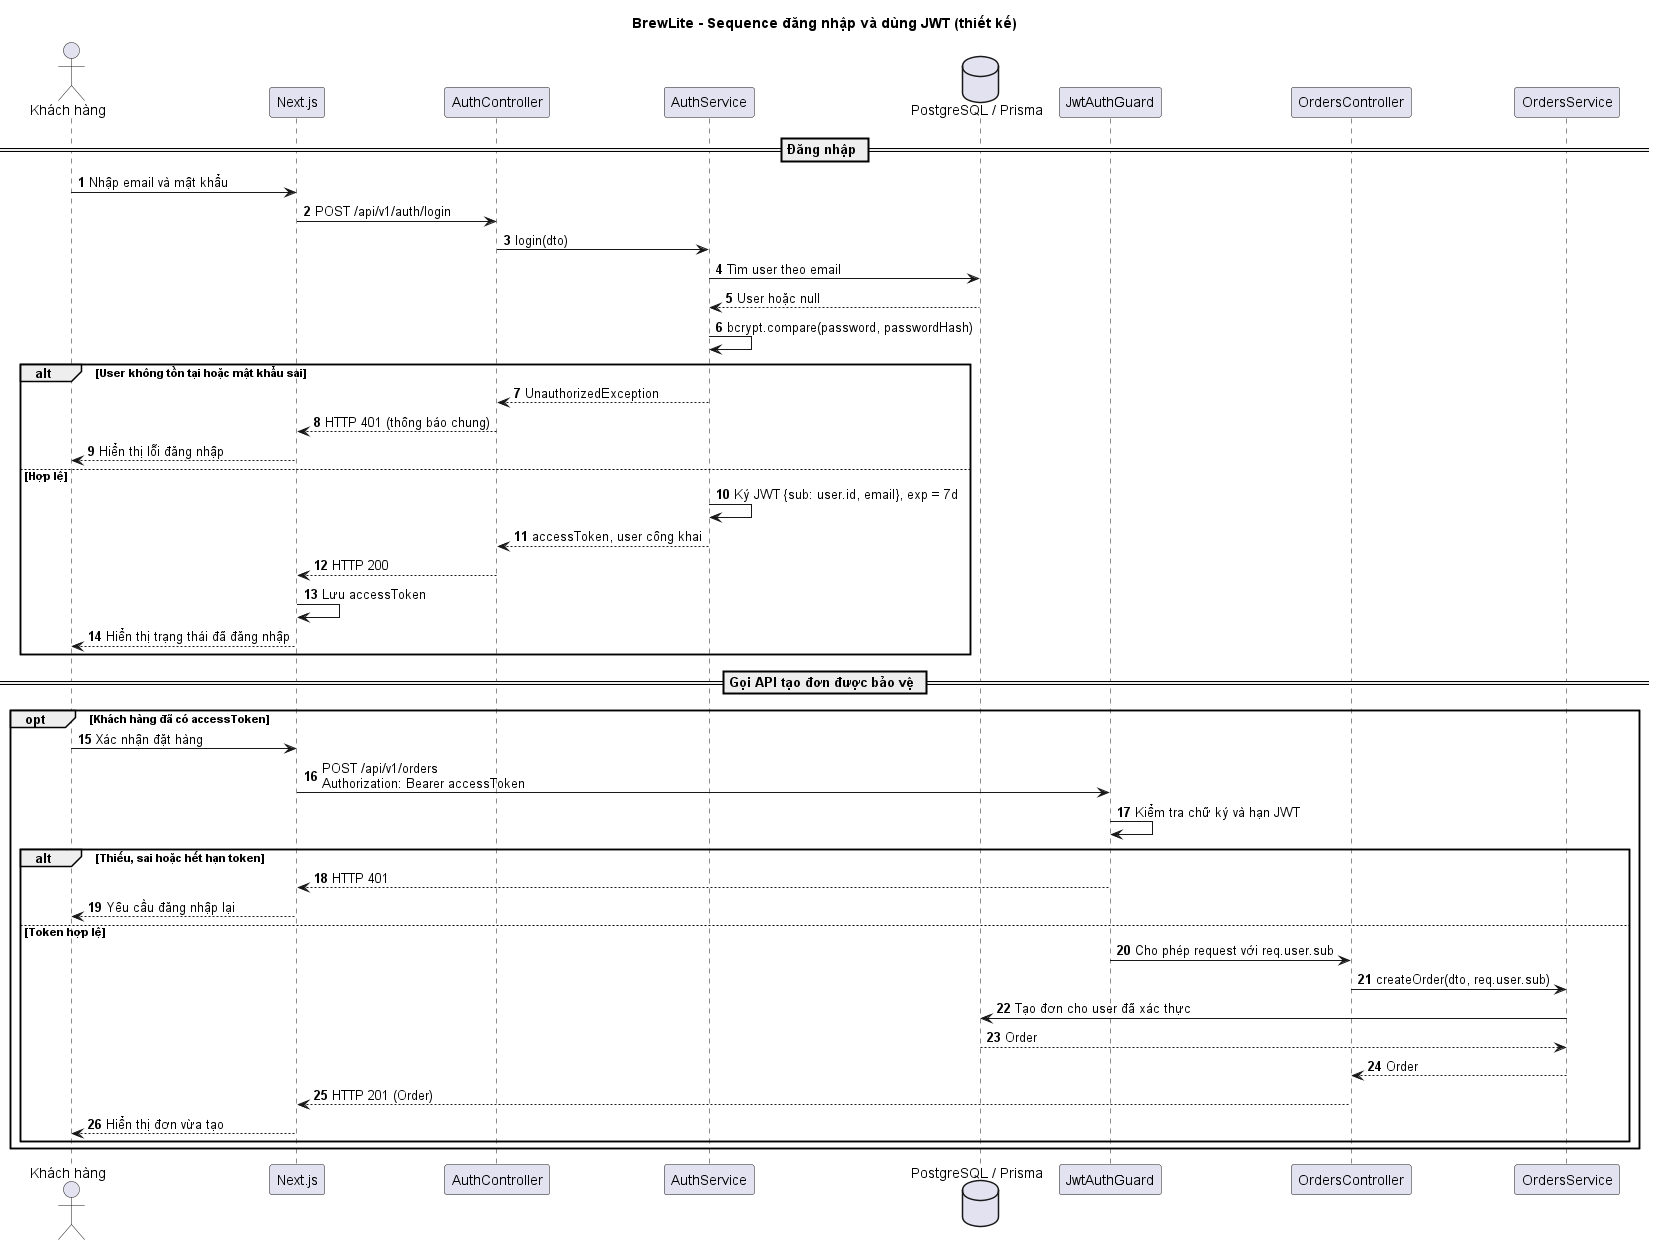 BrewLite - Sequence đăng nhập và dùng JWT (thiết kế)
Khách hàng
Next.js
AuthController
AuthService
PostgreSQL / Prisma
JwtAuthGuard
OrdersController
OrdersService
Đăng nhập
1 Nhập email và mật khẩu
2 POST /api/v1/auth/login
3 login(dto)
4 Tìm user theo email
5 User hoặc null
6 bcrypt.compare(password, passwordHash)
alt [User không tồn tại hoặc mật khẩu sai]
7 UnauthorizedException
8 HTTP 401 (thông báo chung)
9 Hiển thị lỗi đăng nhập
[Hợp lệ]
10 Ký JWT {sub: user.id, email}, exp = 7d
11 accessToken, user công khai
12 HTTP 200
13 Lưu accessToken
14 Hiển thị trạng thái đã đăng nhập
Gọi API tạo đơn được bảo vệ
opt [Khách hàng đã có accessToken]
15 Xác nhận đặt hàng
16 POST /api/v1/orders
Authorization: Bearer accessToken
17 Kiểm tra chữ ký và hạn JWT
alt [Thiếu, sai hoặc hết hạn token]
18 HTTP 401
19 Yêu cầu đăng nhập lại
[Token hợp lệ]
20 Cho phép request với req.user.sub
21 createOrder(dto, req.user.sub)
22 Tạo đơn cho user đã xác thực
23 Order
24 Order
25 HTTP 201 (Order)
26 Hiển thị đơn vừa tạo
Khách hàng
Next.js
AuthController
AuthService
PostgreSQL / Prisma
JwtAuthGuard
OrdersController
OrdersService